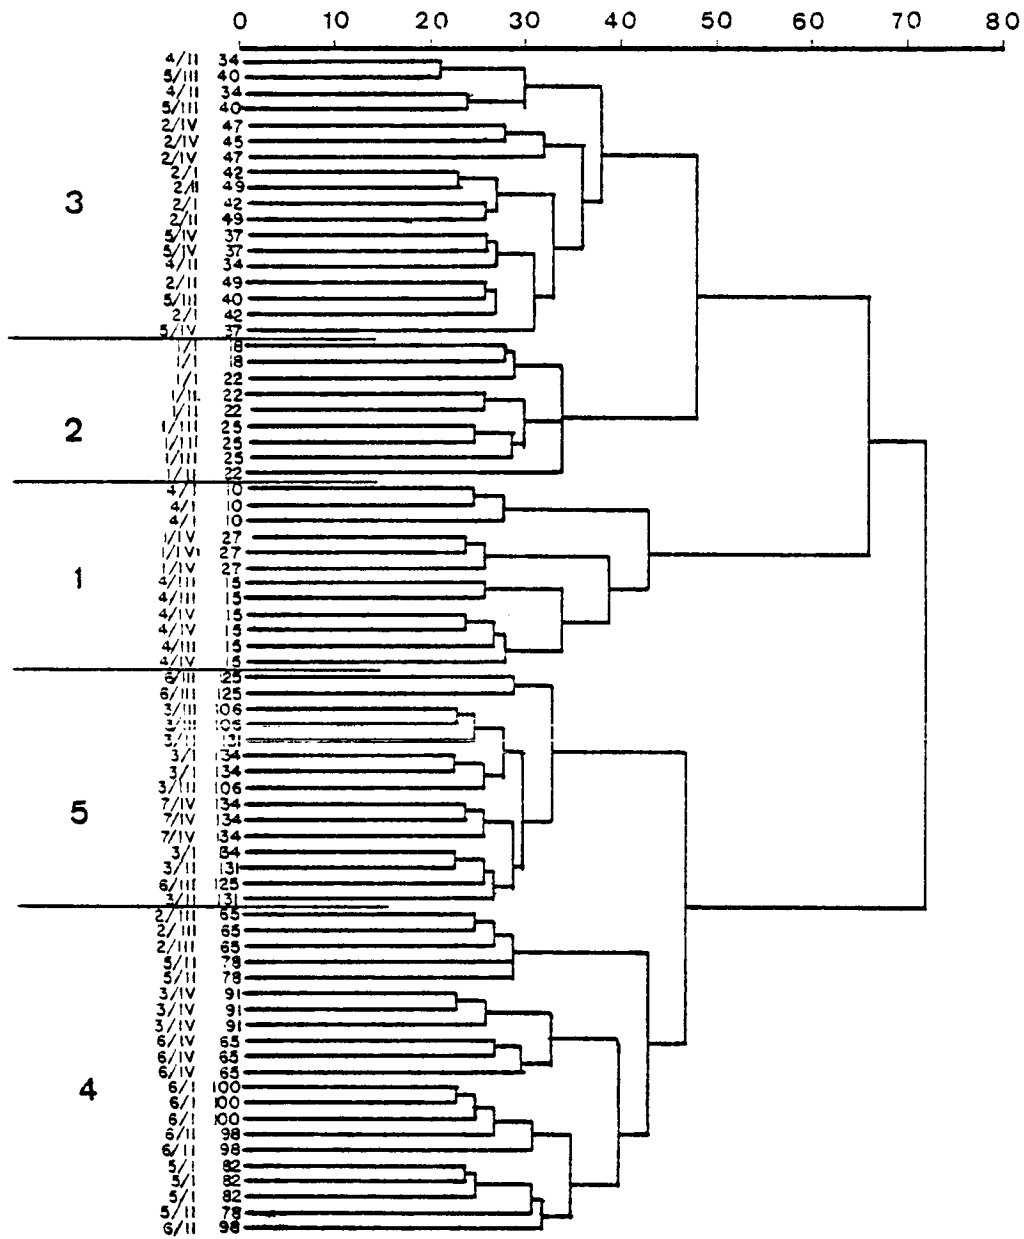 0 10 20 30 40 50 60 70 80
4/II 34
5/III 40
4/II 34
5/III 40
2/IV 47
2/IV 45
2/IV 47
2/I 42
2/II 49
2/I 42
2/II 49
3
5/IV 37
5/IV 37
4/II 34
2/II 49
5/III 40
2/I 42
5/IV 37
1/I 18
1/I 18
1/I 22
1/II 22
1/II 22
2
1/III 25
1/III 25
1/III 25
1/II 22
4/I 10
4/I 10
4/I 10
1/IV 27
1/IV 27
1/IV 27
1
4/III 15
4/III 15
4/IV 15
4/IV 15
4/III 15
4/IV 15
6/III 125
6/III 125
3/III 106
3/III 106
3/II 131
3/I 134
3/I 134
3/III 106
7/IV 134
5
7/IV 134
7/IV 134
3/I 134
3/II 131
6/III 125
3/II 131
2/III 65
2/III 65
2/III 65
5/II 78
5/II 78
3/IV 91
3/IV 91
3/IV 91
6/IV 65
6/IV 65
6/IV 65
6/I 100
4
6/I 100
6/I 100
6/II 98
6/II 98
5/I 82
5/I 82
5/I 82
5/II 78
6/II 98